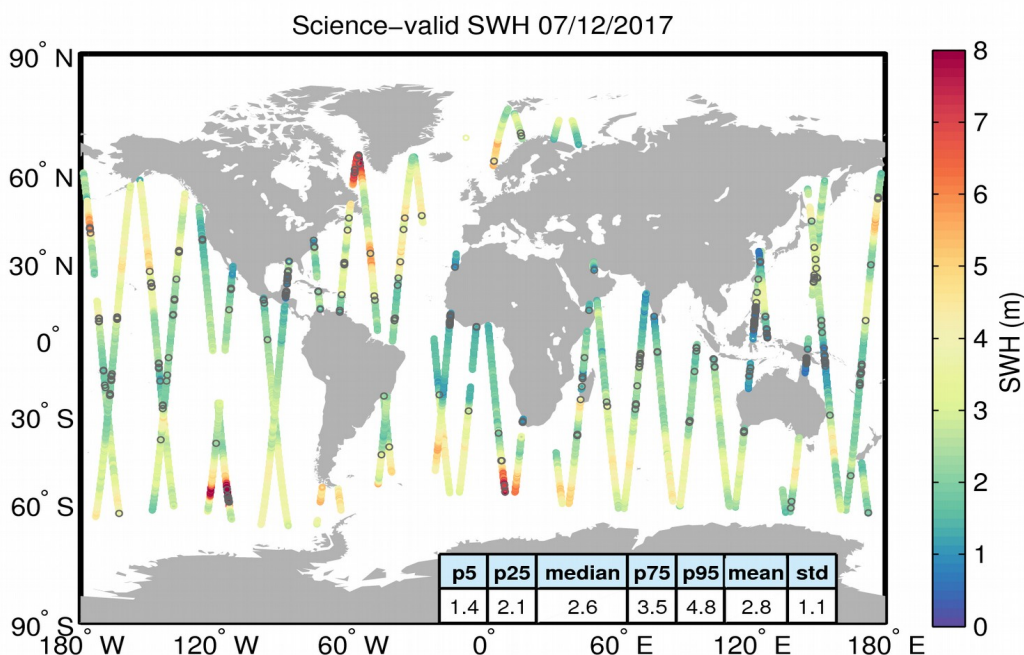 Science−valid SWH 07/12/2017
90° N
60° N
30° N
0°
30° S
60° S
90° S
180° W
120° W
60° W
0°
60° E
120° E
180° E
p5 p25 median p75 p95 mean std
1.4 2.1 2.6 3.5 4.8 2.8 1.1
8
7
6
5
4
3
2
1
0
SWH (m)